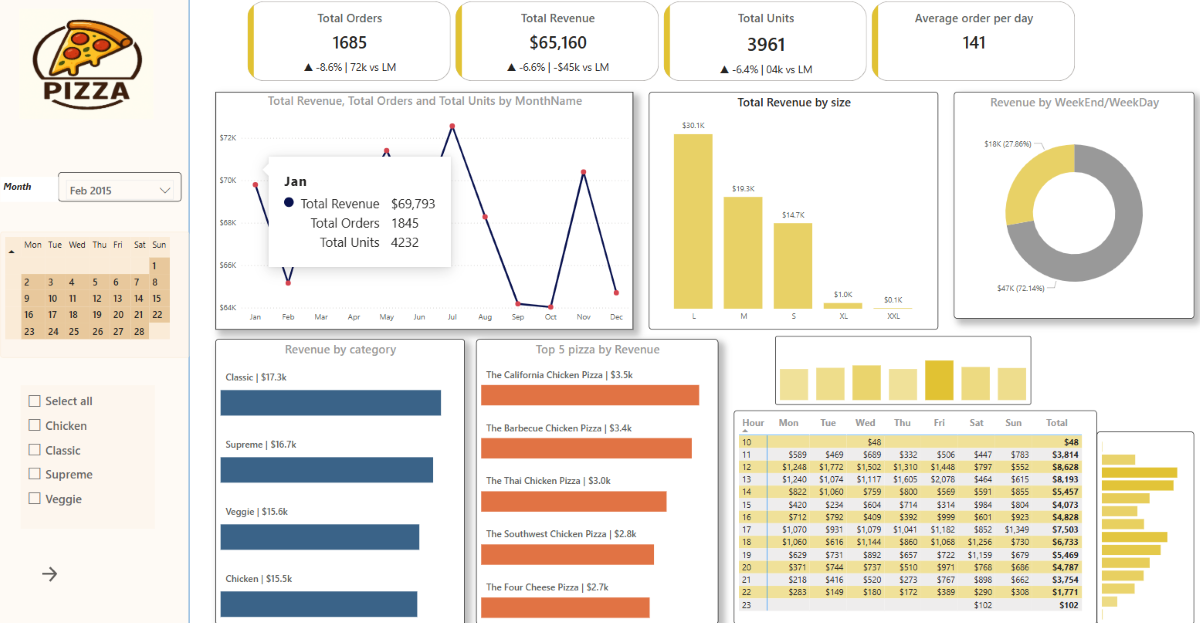 PIZZA
Month
Feb 2015
Mon Tue Wed Thu Fri Sat Sun
1
2 3 4 5 6 7 8
9 10 11 12 13 14 15
16 17 18 19 20 21 22
23 24 25 26 27 28
Select all
Chicken
Classic
Supreme
Veggie
Total Orders
1685
▲ -8.6% | 72k vs LM
Total Revenue
$65,160
▲ -6.6% | -$45k vs LM
Total Units
3961
▲ -6.4% | 04k vs LM
Average order per day
141
Total Revenue, Total Orders and Total Units by MonthName
$72K
$70K
$68K
$66K
$64K
Jan Feb Mar Apr May Jun Jul Aug Sep Oct Nov Dec
Jan
Total Revenue $69,793
Total Orders 1845
Total Units 4232
Total Revenue by size
$30.1K
$19.3K
$14.7K
$1.0K
$0.1K
L M S XL XXL
Revenue by WeekEnd/WeekDay
$18K (27.86%)
$47K (72.14%)
Revenue by category
Classic | $17.3k
Supreme | $16.7k
Veggie | $15.6k
Chicken | $15.5k
Top 5 pizza by Revenue
The California Chicken Pizza | $3.5k
The Barbecue Chicken Pizza | $3.4k
The Thai Chicken Pizza | $3.0k
The Southwest Chicken Pizza | $2.8k
The Four Cheese Pizza | $2.7k
Hour Mon Tue Wed Thu Fri Sat Sun Total
10 $48 $48
11 $589 $469 $689 $332 $506 $447 $783 $3,814
12 $1,248 $1,772 $1,502 $1,310 $1,448 $797 $552 $8,628
13 $1,240 $1,074 $1,117 $1,605 $2,078 $464 $615 $8,193
14 $822 $1,060 $759 $800 $569 $591 $855 $5,457
15 $420 $234 $604 $714 $314 $984 $804 $4,073
16 $712 $792 $409 $392 $999 $601 $923 $4,828
17 $1,070 $931 $1,079 $1,041 $1,182 $852 $1,349 $7,503
18 $1,060 $616 $1,144 $860 $1,068 $1,256 $730 $6,733
19 $629 $731 $892 $657 $722 $1,159 $679 $5,469
20 $371 $744 $737 $510 $971 $768 $686 $4,787
21 $218 $416 $520 $273 $767 $898 $662 $3,754
22 $283 $149 $180 $172 $389 $290 $308 $1,771
23 $102 $102